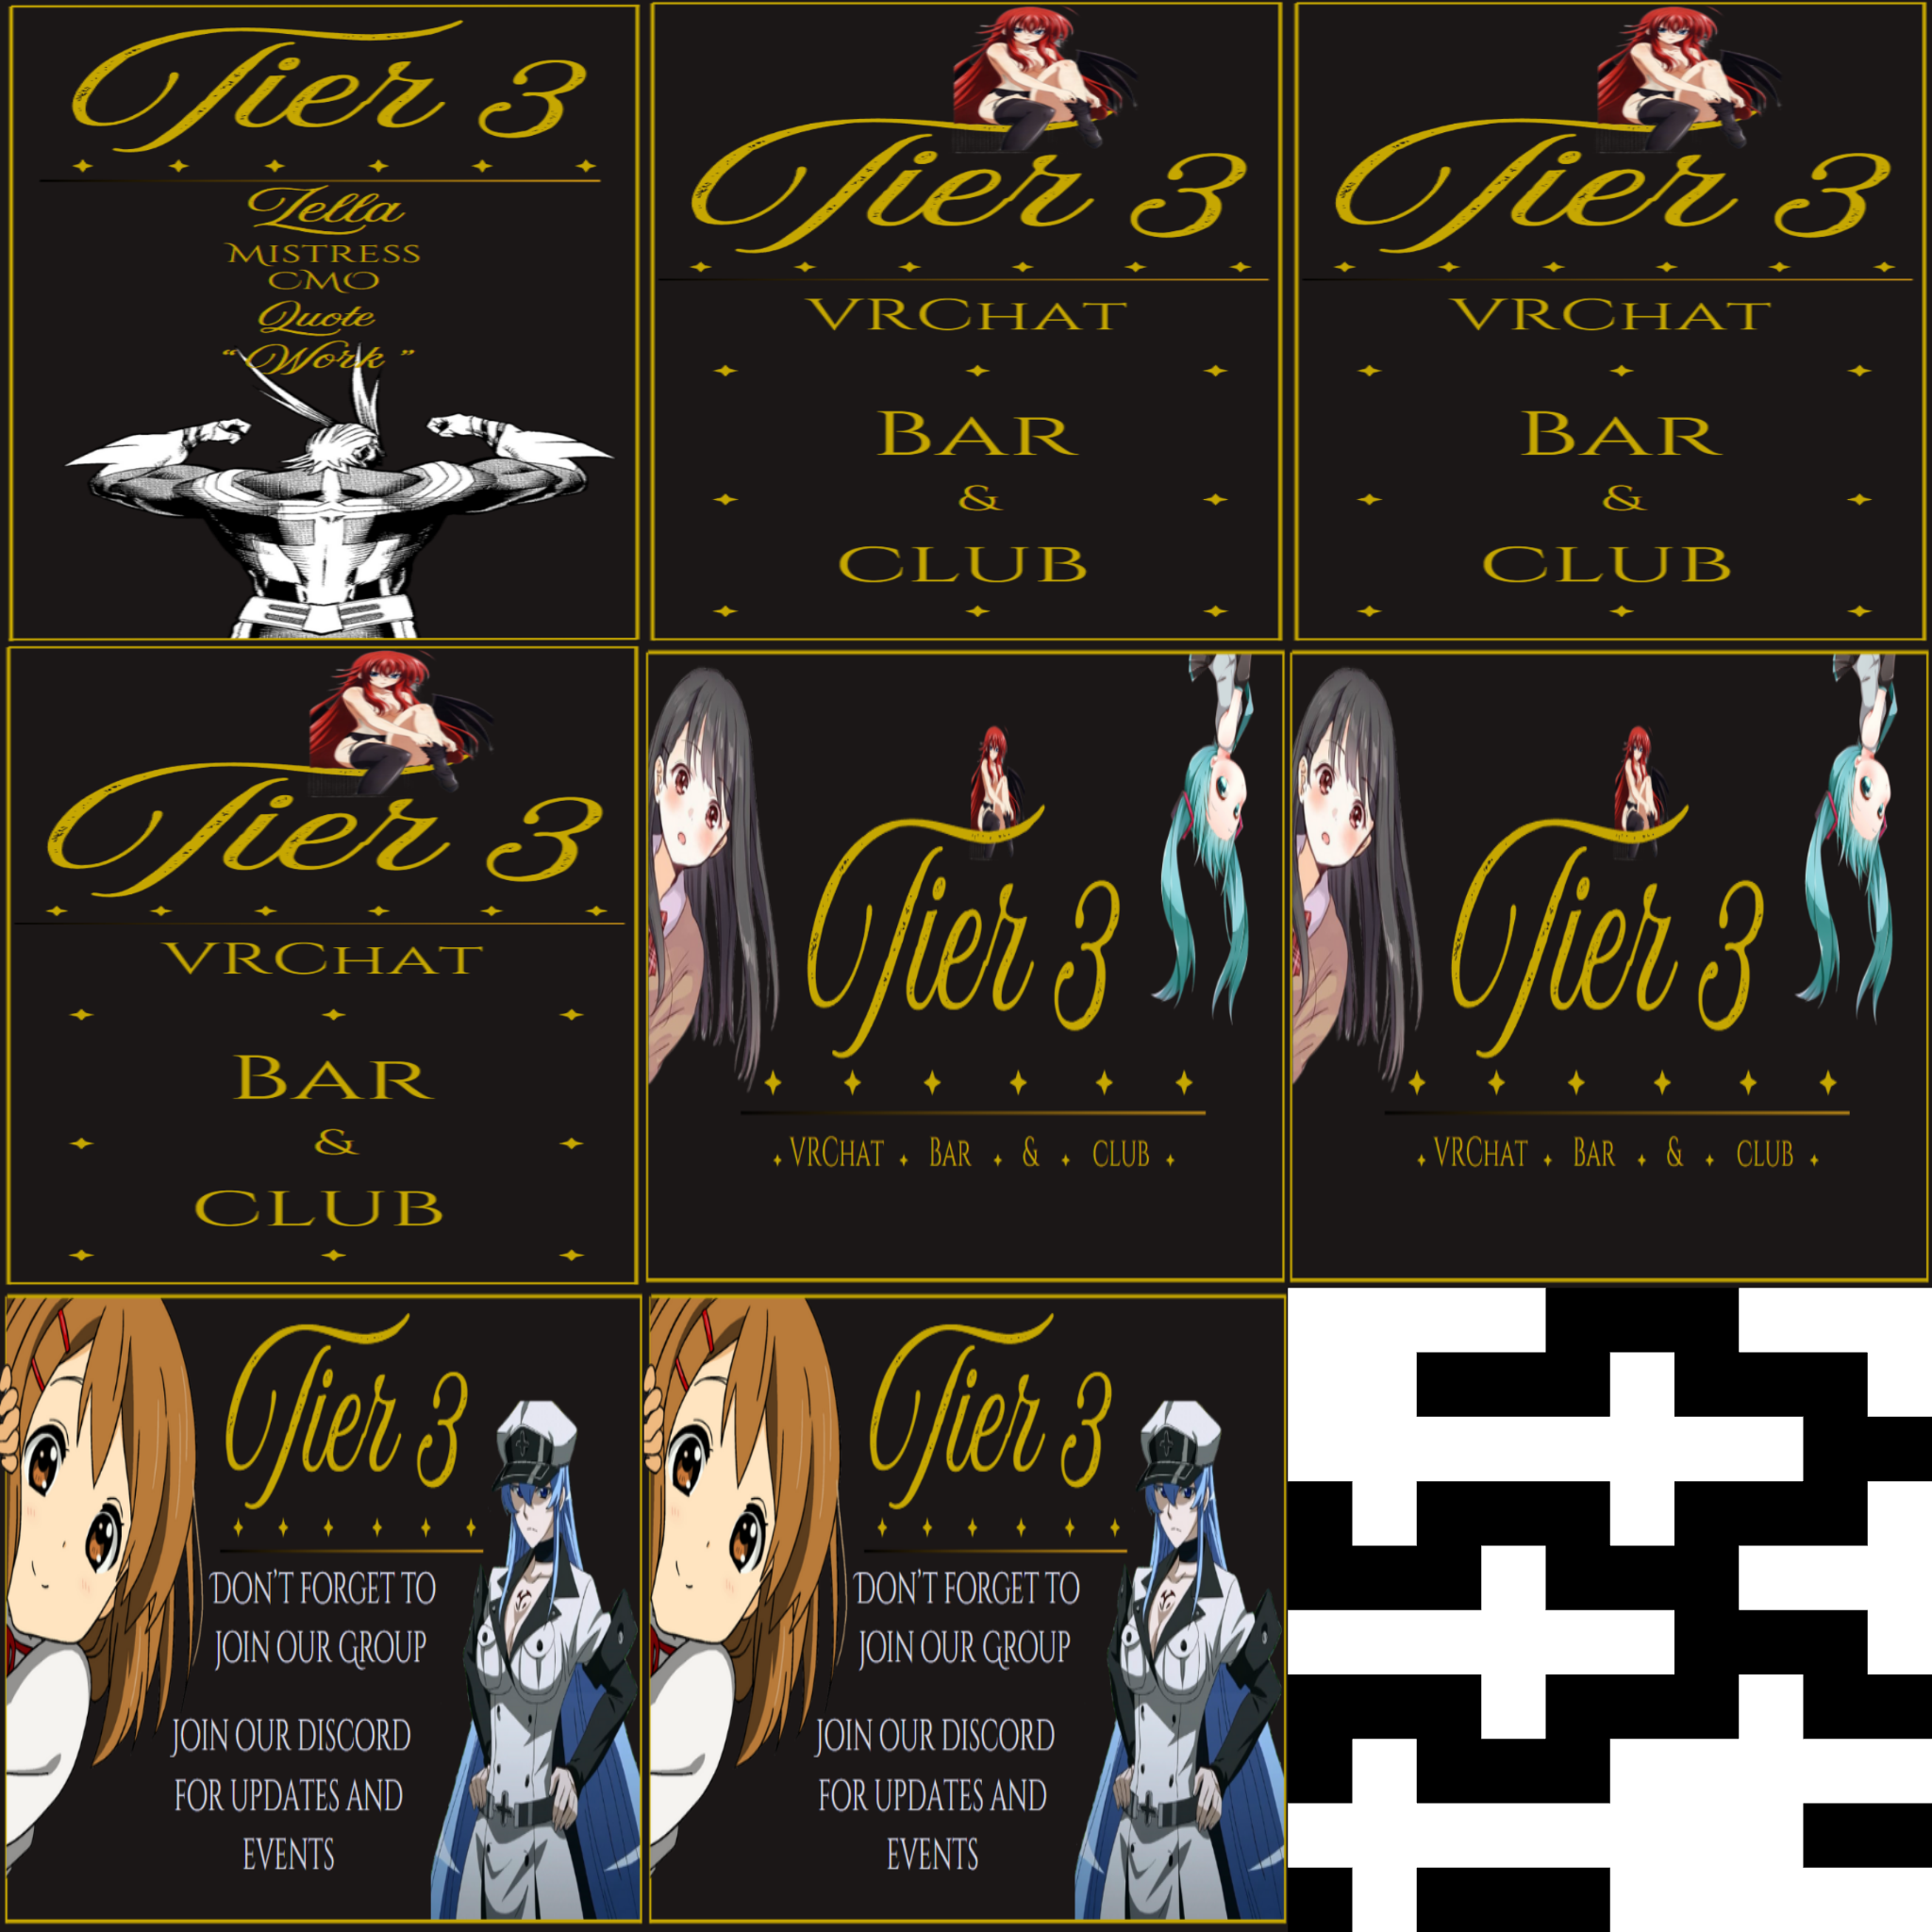 Tier 3
Zella
Mistress
CMO
Quote
“Work”
Tier 3
VRChat
Bar
&
club
Tier 3
VRChat
Bar
&
club
Tier 3
VRChat
Bar
&
club
Tier 3
VRChat Bar & club
Tier 3
VRChat Bar & club
Tier 3
Don't forget to
join our Group
Join our discord
for updates and
events
Tier 3
Don't forget to
join our Group
Join our discord
for updates and
events